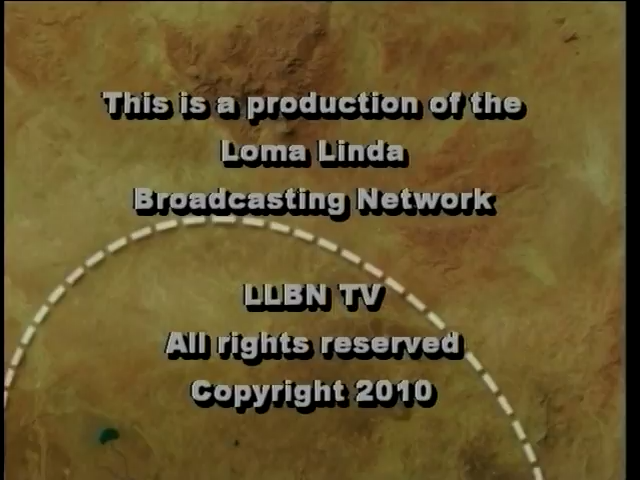 This is a production of the
Loma Linda
Broadcasting Network
LLBN TV
All rights reserved
Copyright 2010